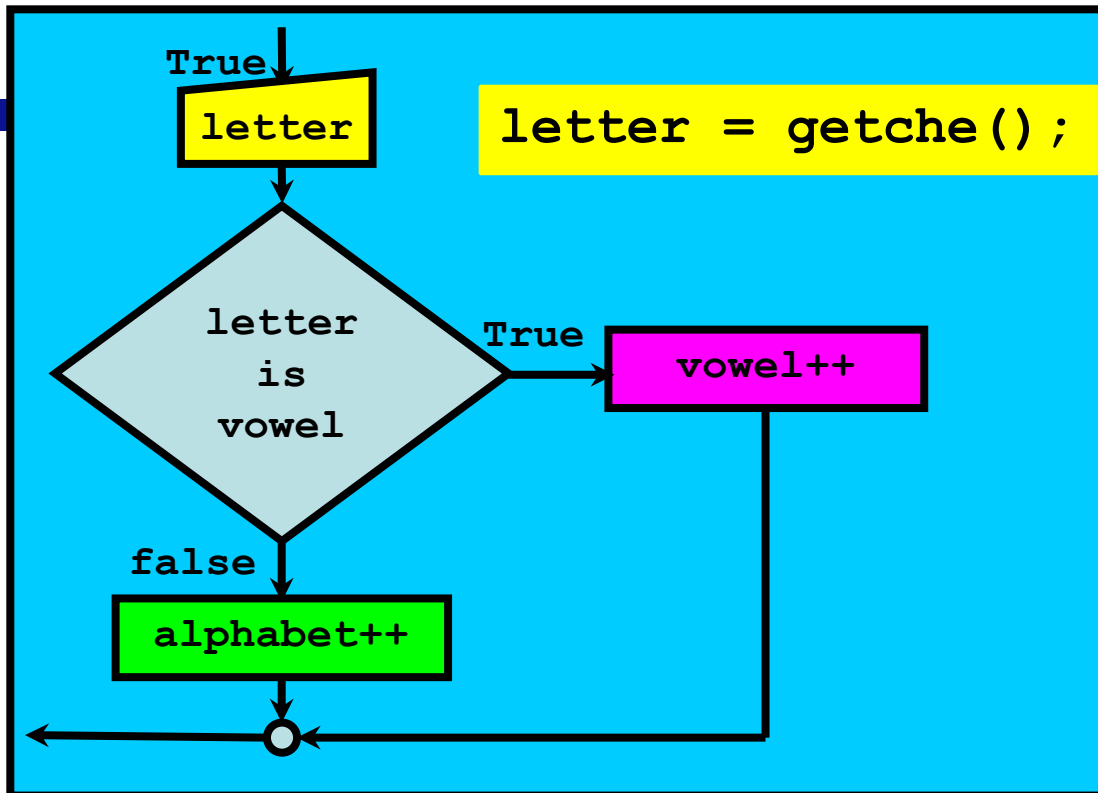 True
letter
letter = getche();
letter
is
vowel
True
vowel++
false
alphabet++